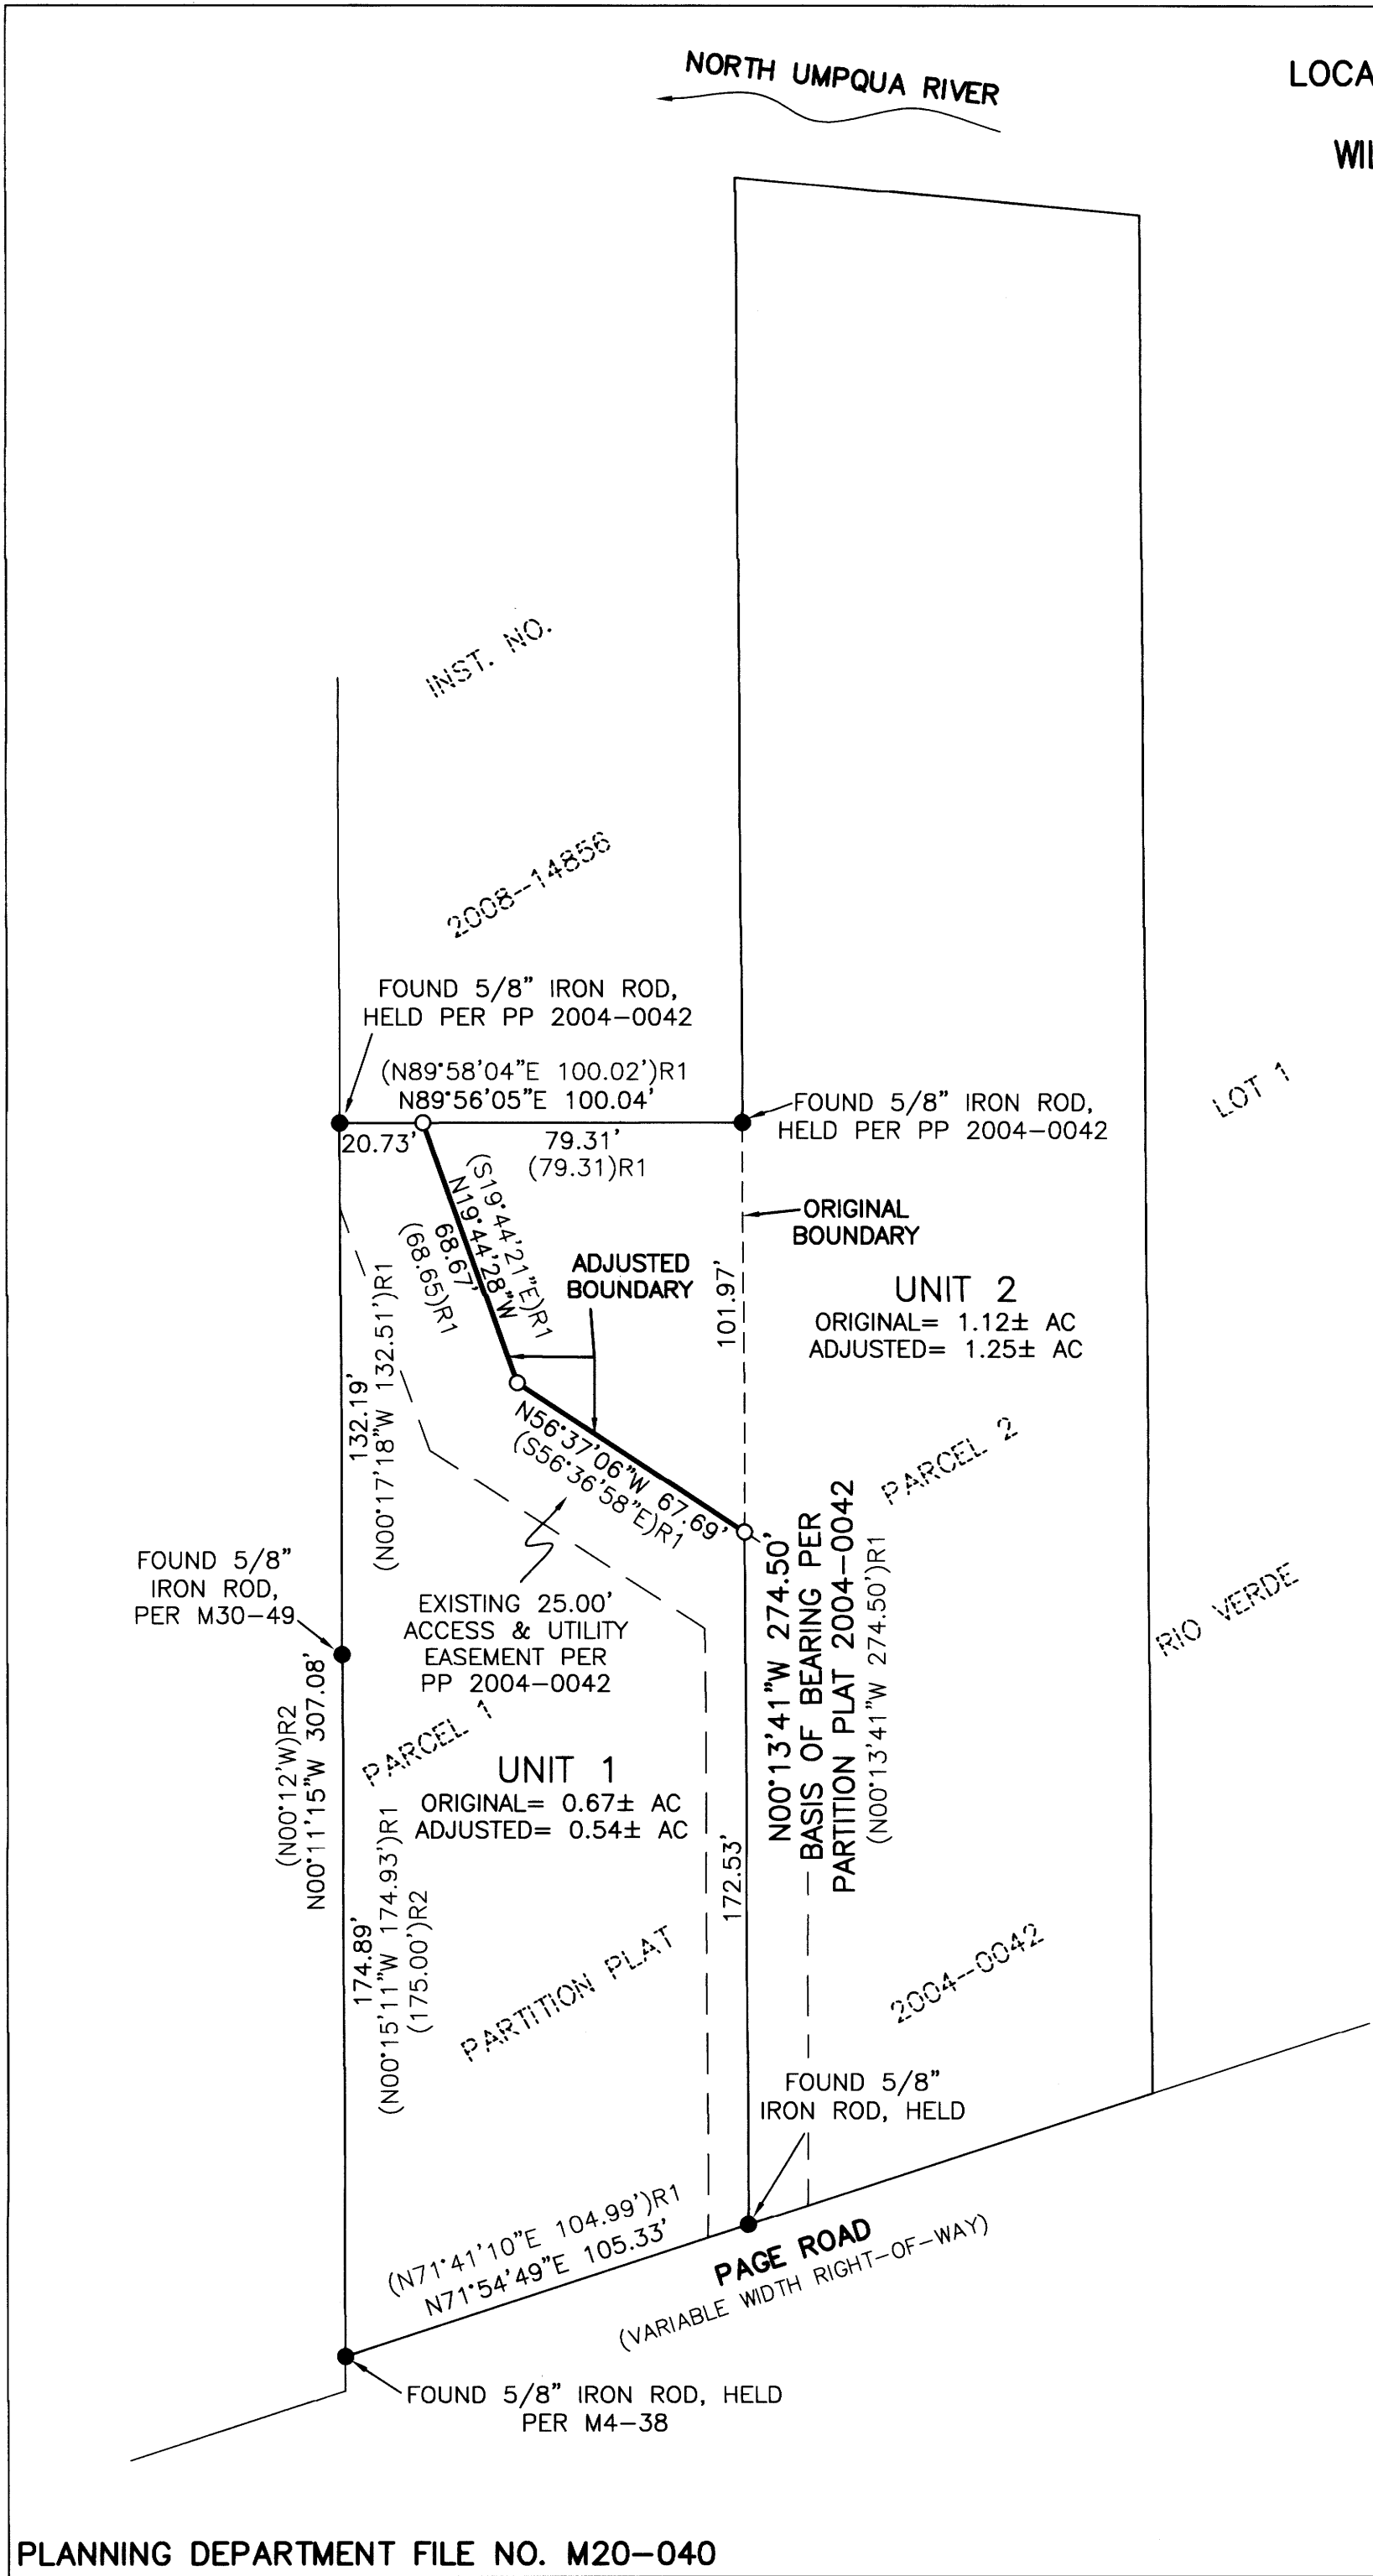 NORTH UMPQUA RIVER
LOCA
WIL
INST. NO.
2008-14856
FOUND 5/8" IRON ROD,
HELD PER PP 2004-0042
(N89°58'04"E 100.02')R1
N89°56'05"E 100.04'
20.73'
79.31'
(79.31)R1
FOUND 5/8" IRON ROD,
HELD PER PP 2004-0042
LOT 1
(S19°44'21"E)R1
N19°44'28"W
68.67'
(68.65)R1
ORIGINAL
BOUNDARY
ADJUSTED
BOUNDARY
101.97'
UNIT 2
ORIGINAL= 1.12± AC
ADJUSTED= 1.25± AC
132.19'
(N00°17'18"W 132.51')R1
N56°37'06"W 67.69'
(S56°36'58"E)R1
PARCEL 2
FOUND 5/8"
IRON ROD,
PER M30-49
EXISTING 25.00'
ACCESS & UTILITY
EASEMENT PER
PP 2004-0042
N00°13'41"W 274.50'
BASIS OF BEARING PER
PARTITION PLAT 2004-0042
(N00°13'41"W 274.50')R1
RIO VERDE
(N00°12'W)R2
N00°11'15"W 307.08'
PARCEL 1
UNIT 1
ORIGINAL= 0.67± AC
ADJUSTED= 0.54± AC
174.89'
(N00°15'11"W 174.93')R1
(175.00')R2
172.53'
PARTITION PLAT
2004-0042
FOUND 5/8"
IRON ROD, HELD
(N71°41'10"E 104.99')R1
N71°54'49"E 105.33'
PAGE ROAD
(VARIABLE WIDTH RIGHT-OF-WAY)
FOUND 5/8" IRON ROD, HELD
PER M4-38
PLANNING DEPARTMENT FILE NO. M20-040